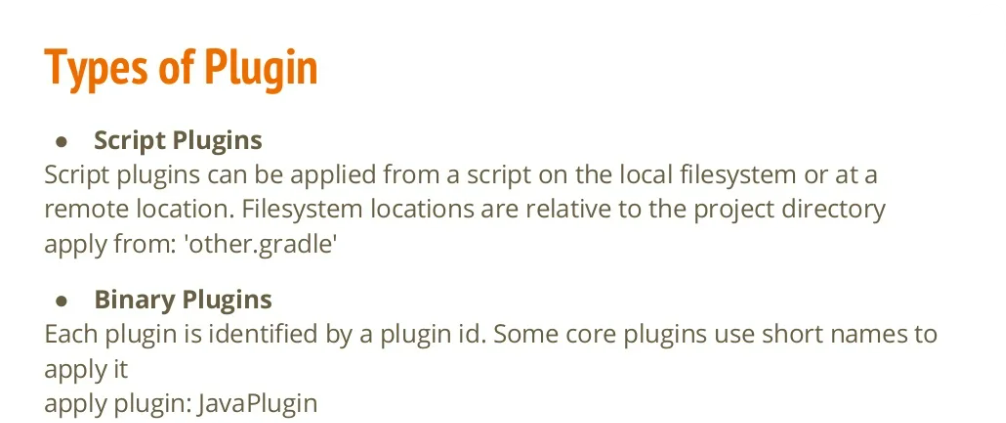 Types of Plugin
● Script Plugins
Script plugins can be applied from a script on the local filesystem or at a
remote location. Filesystem locations are relative to the project directory
apply from: 'other.gradle'
● Binary Plugins
Each plugin is identified by a plugin id. Some core plugins use short names to
apply it
apply plugin: JavaPlugin